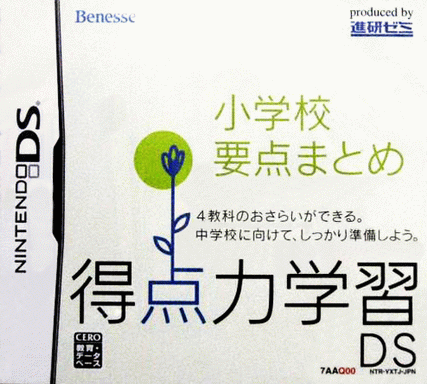 Benesse
produced by
進研ゼミ
NINTENDO DS
小学校
要点まとめ
4教科のおさらいができる。
中学校に向けて、しっかり準備しよう。
得点力学習
DS
CERO
教育・
データ
ベース
7AAQ00
NTR-YXTJ-JPN